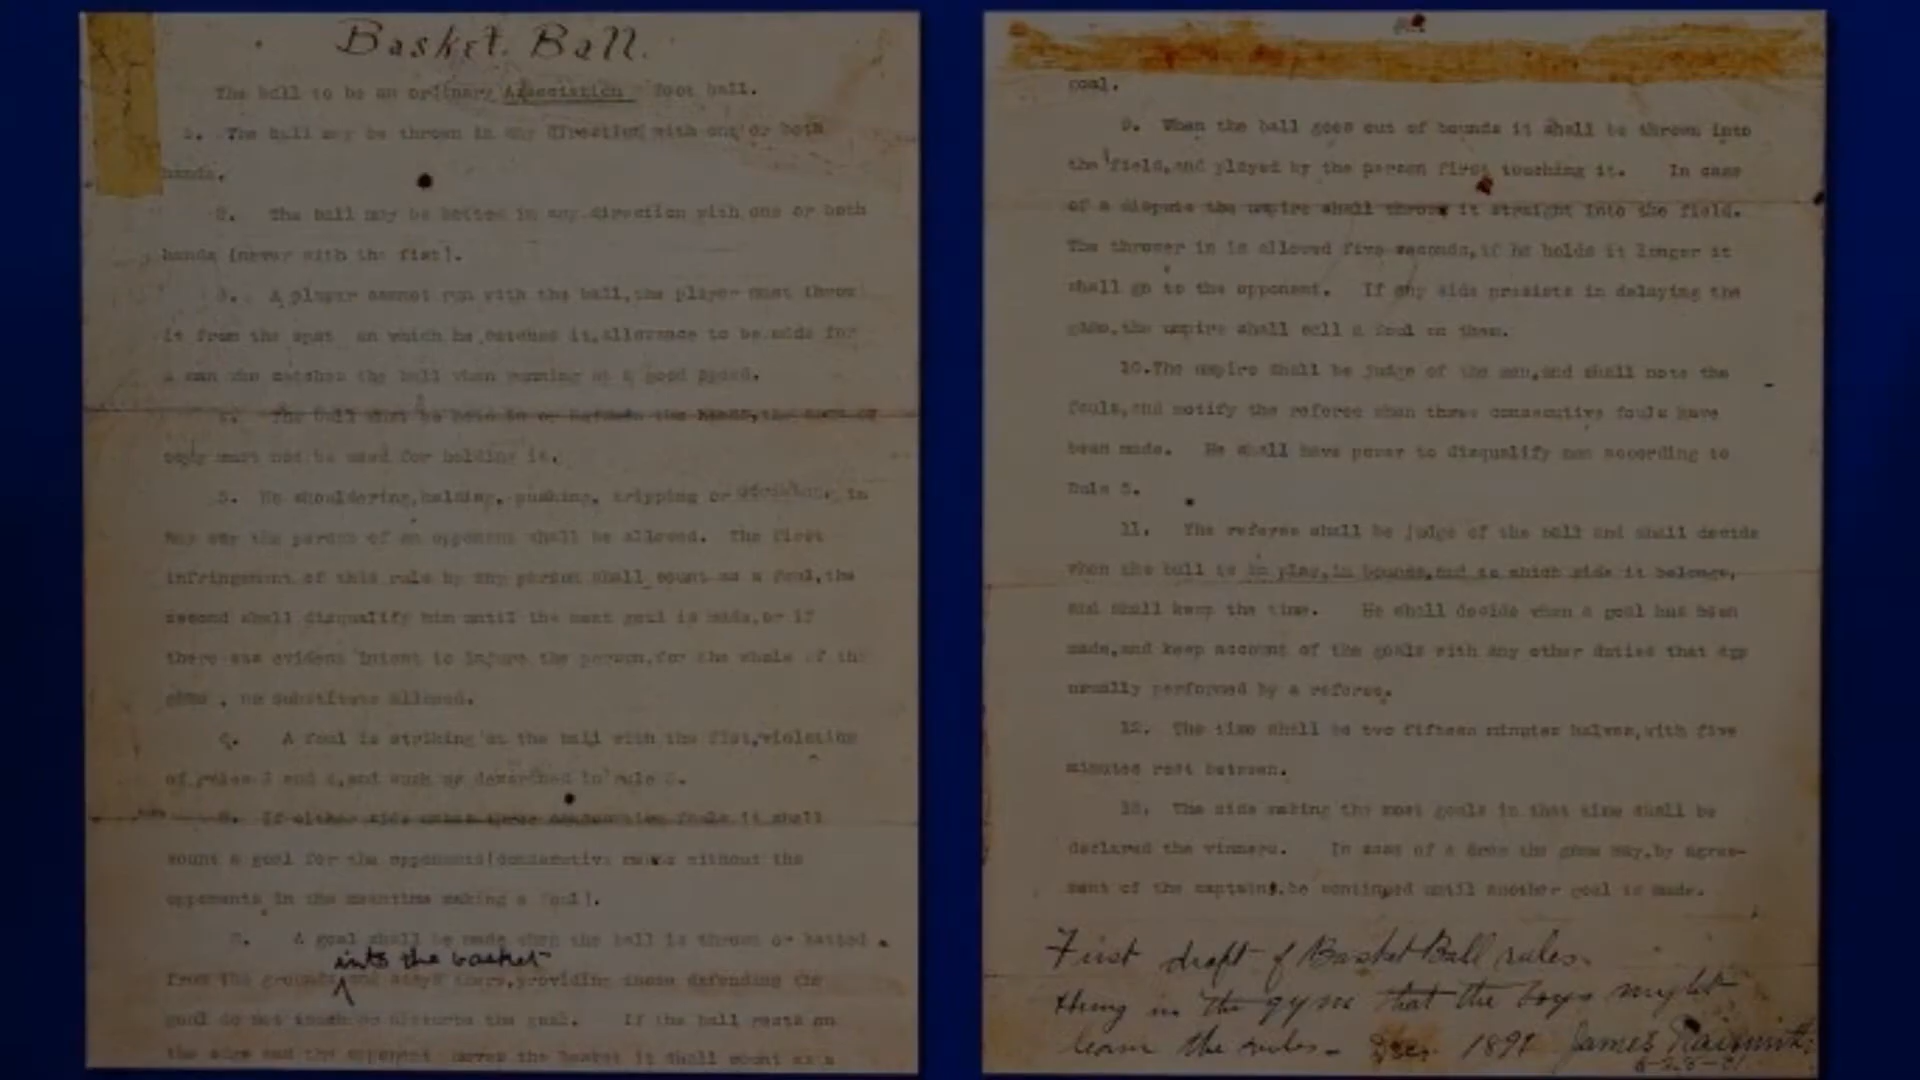 Basket Ball.
The ball to be an ordinary Association foot ball.
1. The ball may be thrown in any direction with one or both
hands.
2. The ball may be batted in any direction with one or both
hands (never with the fist).
3. A player cannot run with the ball, the player must throw
it from the spot on which he catches it, allowance to be made for
a man who catches the ball when running at a good speed.
4. The ball must be held in or between the hands, the arms or
body must not be used for holding it.
5. No shouldering, holding, pushing, tripping or striking, in
any way the person of an opponent shall be allowed. The first
infringement of this rule by any person shall count as a foul, the
second shall disqualify him until the next goal is made, or if
there was evident intent to injure the person, for the whole of the
game, no substitute allowed.
6. A foul is striking at the ball with the fist, violation
of rules 3 and 4, and such as described in rule 5.
7. If either side makes three consecutive fouls it shall
count a goal for the opponents (consecutive means without the
opponents in the meantime making a foul).
8. A goal shall be made when the ball is thrown or batted
into the basket
from the grounds and stays there, providing those defending the
goal do not touch or disturb the goal. If the ball rests on
the edge and the opponent moves the basket it shall count as a
goal.
9. When the ball goes out of bounds it shall be thrown into
the field, and played by the person first touching it. In case
of a dispute the umpire shall throw it straight into the field.
The thrower in is allowed five seconds, if he holds it longer it
shall go to the opponent. If any side presists in delaying the
game, the umpire shall call a foul on them.
10. The umpire shall be judge of the men, and shall note the
fouls, and notify the referee when three consecutive fouls have
been made. He shall have power to disqualify men according to
Rule 5.
11. The referee shall be judge of the ball and shall decide
when the ball is in play, in bounds, and to which side it belongs,
and shall keep the time. He shall decide when a goal has been
made, and keep account of the goals with any other duties that are
usually performed by a referee.
12. The time shall be two fifteen minutes halves, with five
minutes rest between.
13. The side making the most goals in that time shall be
declared the winners. In case of a draw the game may, by agree-
ment of the captains, be continued until another goal is made.
First draft of Basket Ball rules.
Hung in the gym that the boys might
learn the rules - Dec. 1891 James Naismith
6-28-31